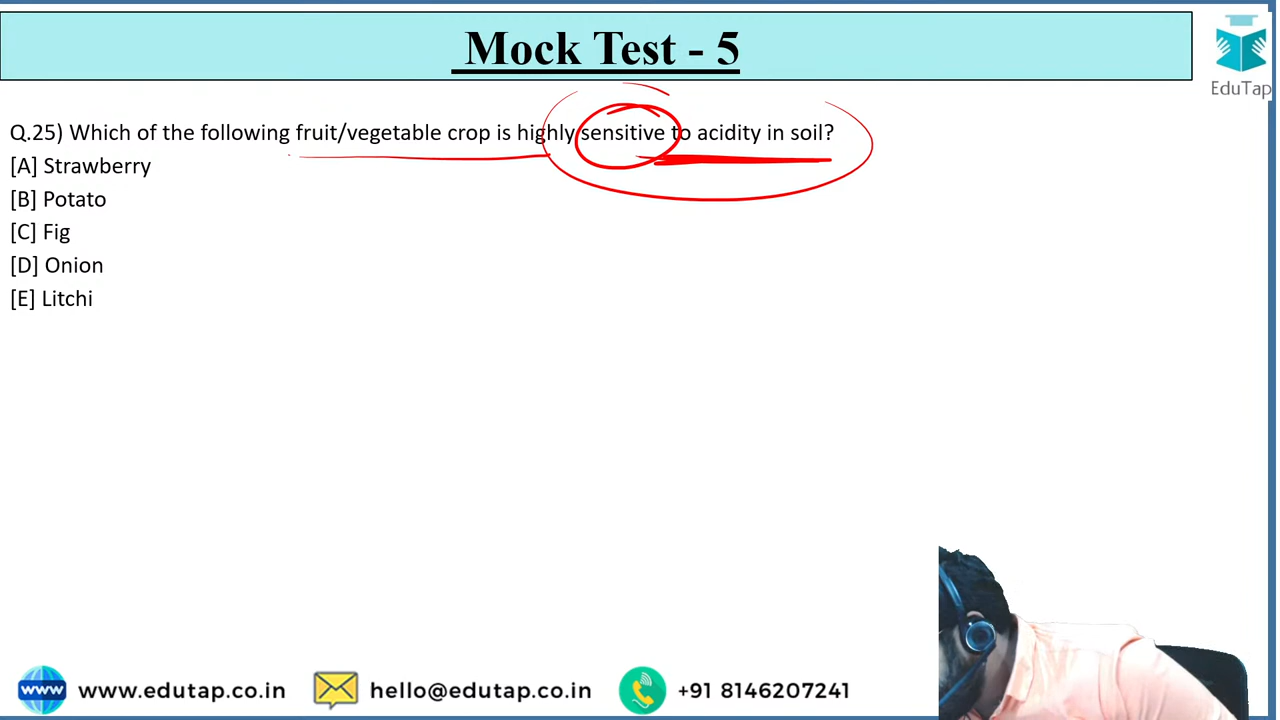 Mock Test - 5
EduTap
Q.25) Which of the following fruit/vegetable crop is highly sensitive to acidity in soil?
[A] Strawberry
[B] Potato
[C] Fig
[D] Onion
[E] Litchi
www www.edutap.co.in hello@edutap.co.in +91 8146207241